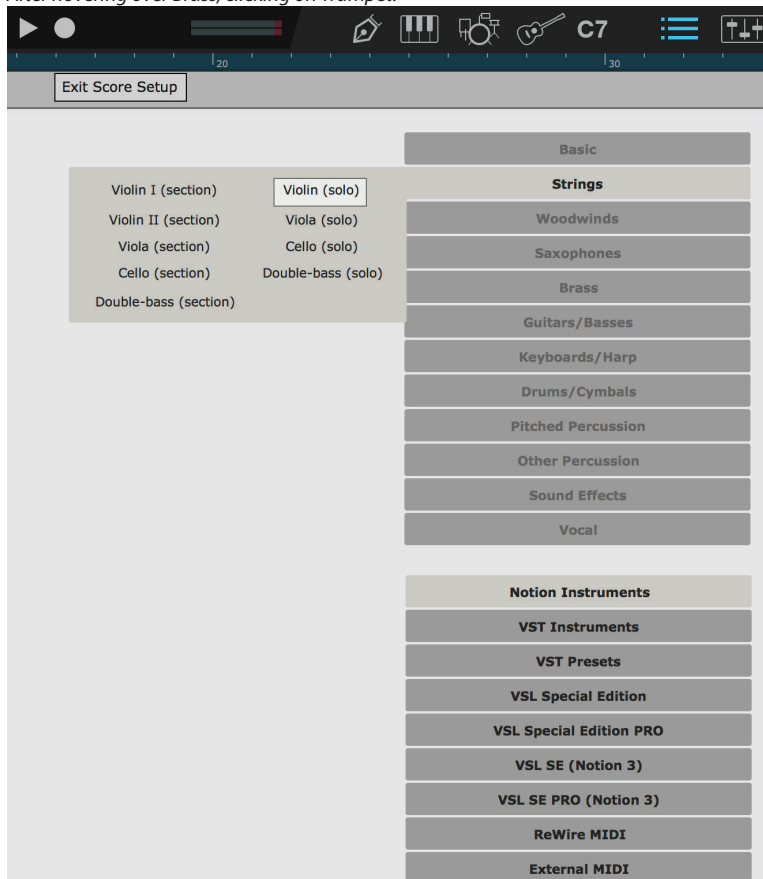 After hovering over Brass, clicking on Trumpet.
C7
20
30
Exit Score Setup
Basic
Strings
Woodwinds
Saxophones
Brass
Guitars/Basses
Keyboards/Harp
Drums/Cymbals
Pitched Percussion
Other Percussion
Sound Effects
Vocal
Violin I (section)
Violin (solo)
Violin II (section)
Viola (solo)
Viola (section)
Cello (solo)
Cello (section)
Double-bass (solo)
Double-bass (section)
Notion Instruments
VST Instruments
VST Presets
VSL Special Edition
VSL Special Edition PRO
VSL SE (Notion 3)
VSL SE PRO (Notion 3)
ReWire MIDI
External MIDI